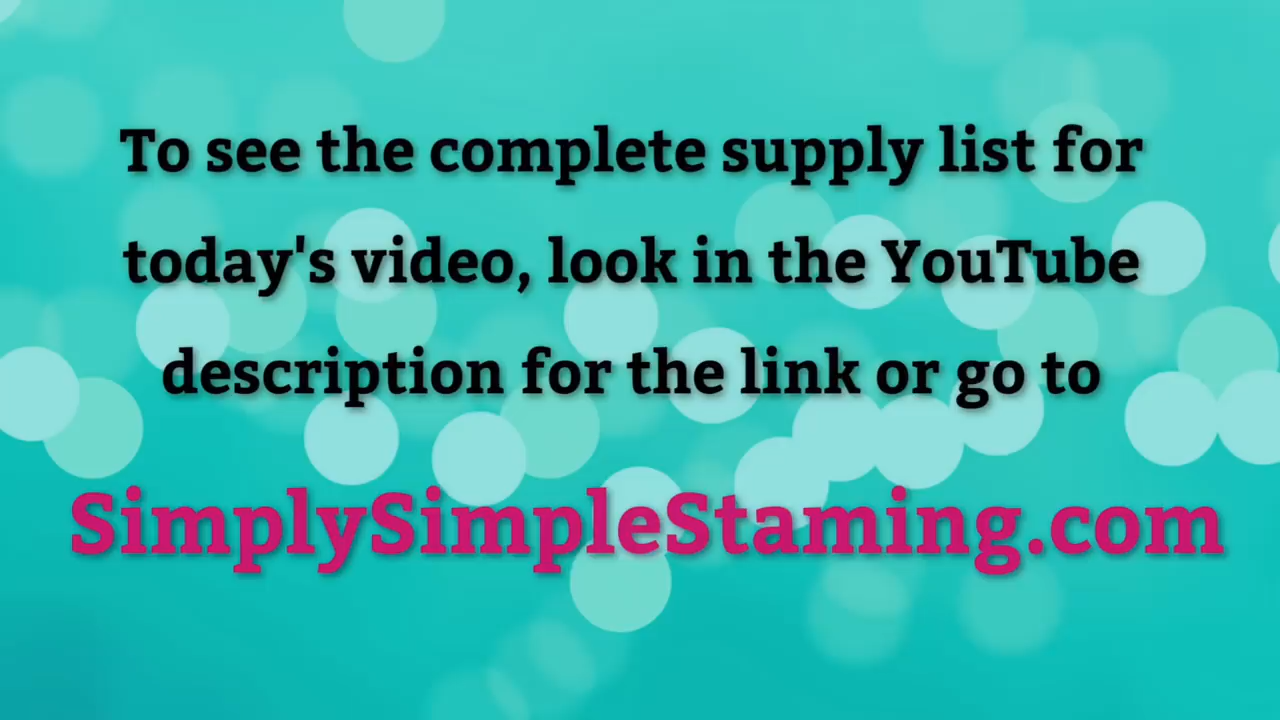 To see the complete supply list for
today's video, look in the YouTube
description for the link or go to
SimplySimpleStaming.com